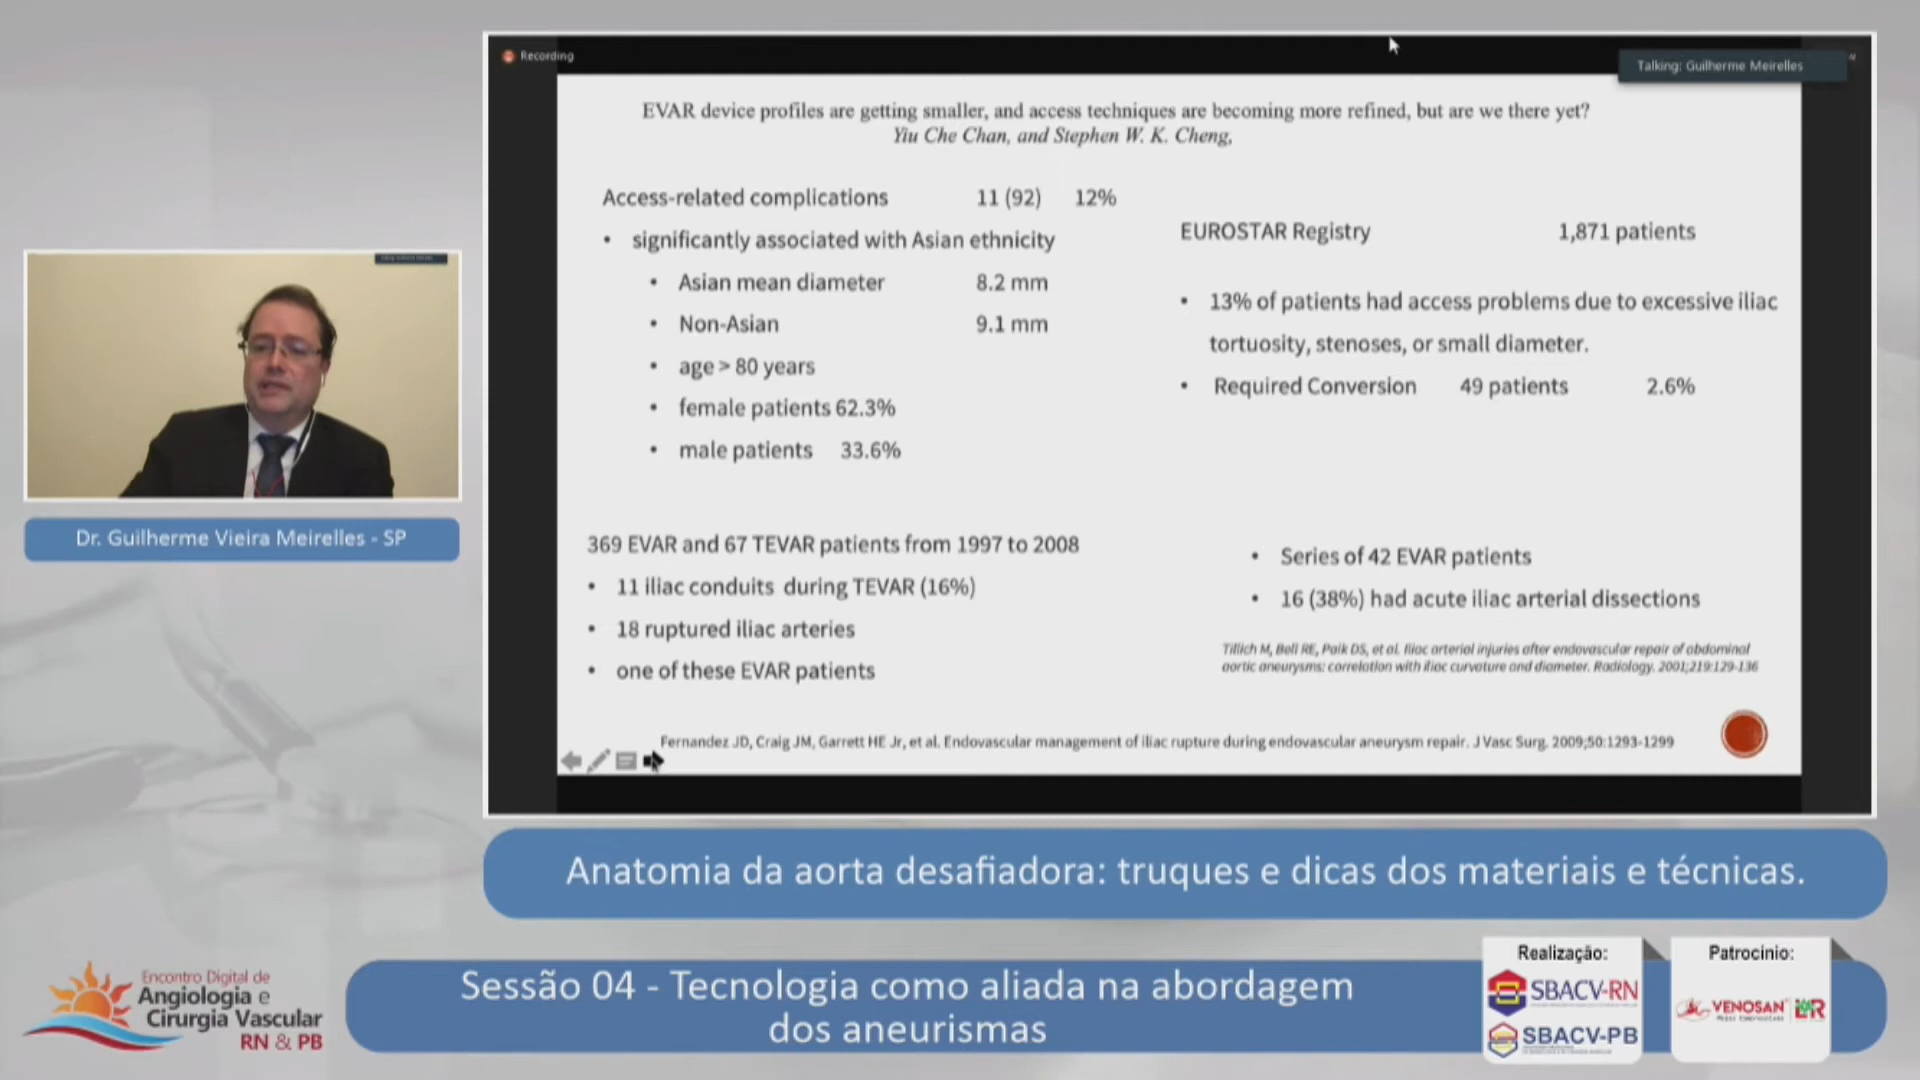 Recording
Talking: Guilherme Meirelles
EVAR device profiles are getting smaller, and access techniques are becoming more refined, but are we there yet?
Yiu Che Chan, and Stephen W. K. Cheng,
Access-related complications 11 (92) 12%
• significantly associated with Asian ethnicity
• Asian mean diameter 8.2 mm
• Non-Asian 9.1 mm
• age > 80 years
• female patients 62.3%
• male patients 33.6%
EUROSTAR Registry 1,871 patients
• 13% of patients had access problems due to excessive iliac
tortuosity, stenoses, or small diameter.
• Required Conversion 49 patients 2.6%
369 EVAR and 67 TEVAR patients from 1997 to 2008
• 11 iliac conduits during TEVAR (16%)
• 18 ruptured iliac arteries
• one of these EVAR patients
• Series of 42 EVAR patients
• 16 (38%) had acute iliac arterial dissections
Tillich M, Bell RE, Paik DS, et al. Iliac arterial injuries after endovascular repair of abdominal
aortic aneurysms: correlation with iliac curvature and diameter. Radiology. 2001;219:129-136
Fernandez JD, Craig JM, Garrett HE Jr, et al. Endovascular management of iliac rupture during endovascular aneurysm repair. J Vasc Surg. 2009;50:1293-1299
Dr. Guilherme Vieira Meirelles - SP
Anatomia da aorta desafiadora: truques e dicas dos materiais e técnicas.
Encontro Digital de
Angiologia e
Cirurgia Vascular
RN & PB
Sessão 04 - Tecnologia como aliada na abordagem
dos aneurismas
Realização:
SBACV-RN
SBACV-PB
Patrocinio:
VENOSAN